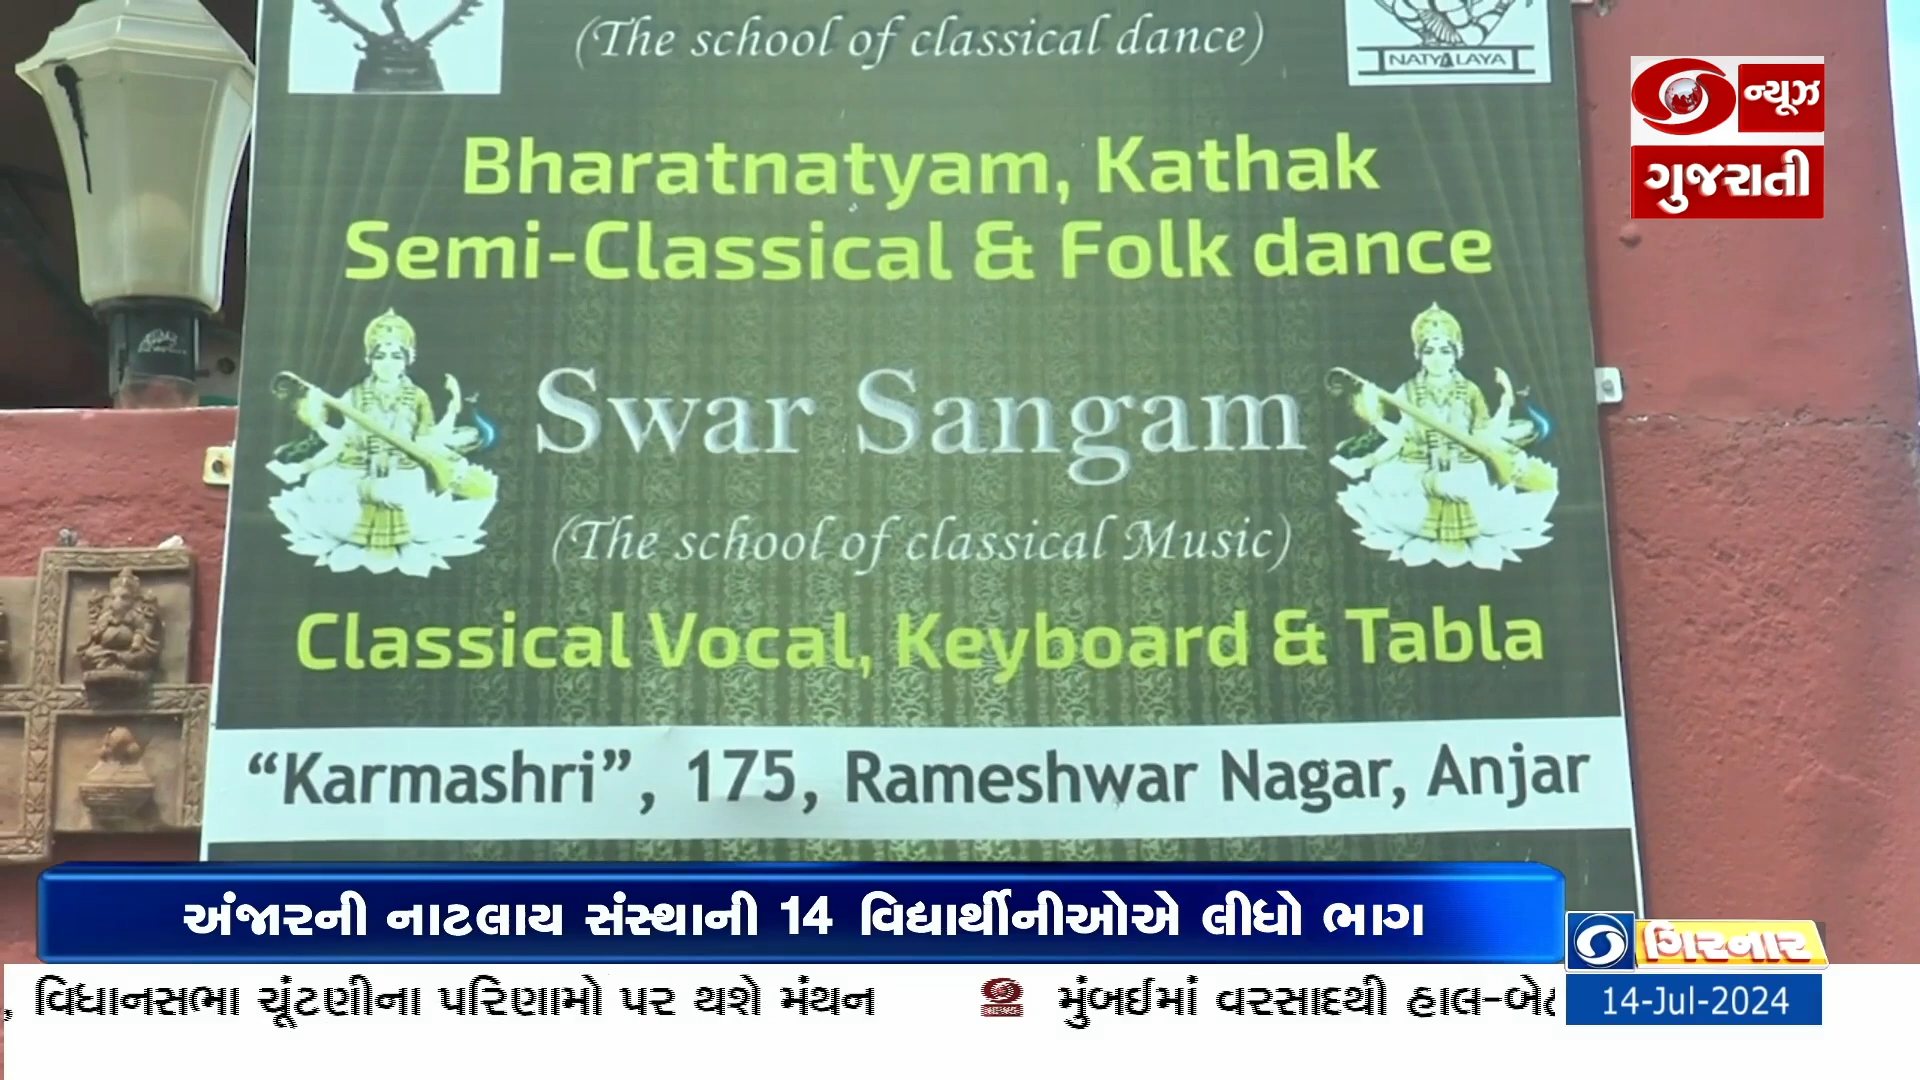 (The school of classical dance)
NATYALAYA
ન્યૂઝ
ગુજરાતી
Bharatnatyam, Kathak
Semi-Classical & Folk dance
Swar Sangam
(The school of classical Music)
Classical Vocal, Keyboard & Tabla
“Karmashri”, 175, Rameshwar Nagar, Anjar
અંજારની નાટલાય સંસ્થાની 14 વિદ્યાર્થીનીઓએ લીધો ભાગ
ગિરનાર
, વિધાનસભા ચૂંટણીના પરિણામો પર થશે મંથન
NEWS
મુંબઈમાં વરસાદથી હાલ-બે
14-Jul-2024